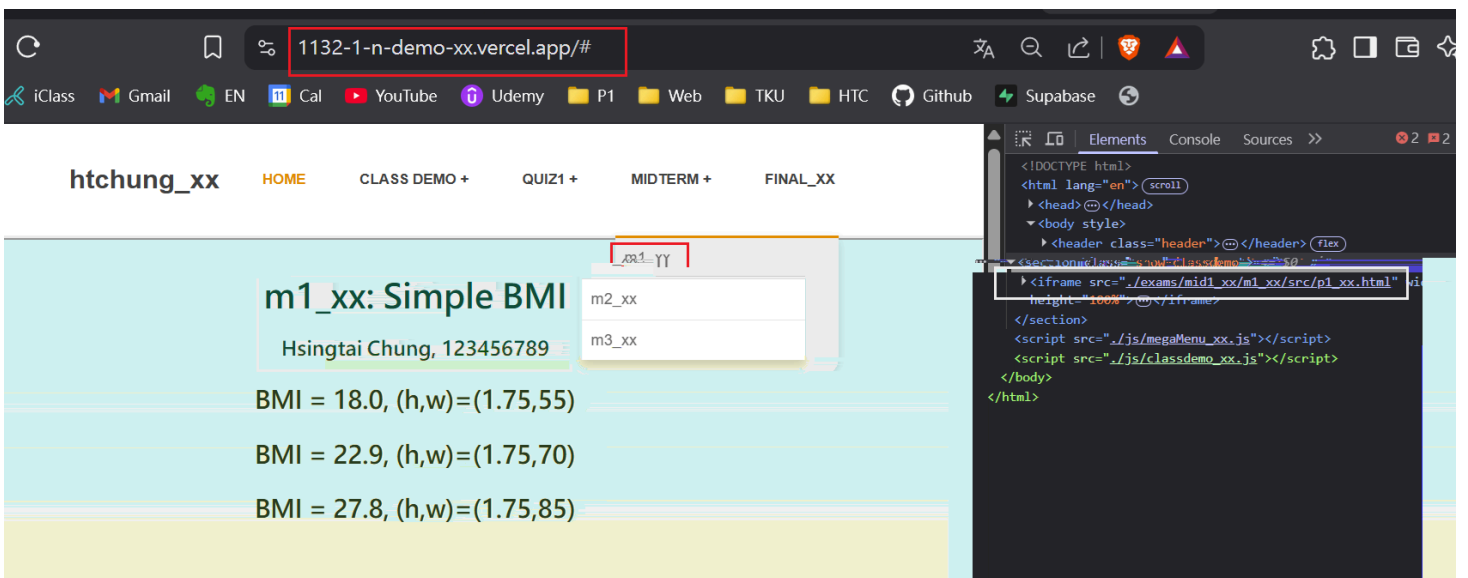 1132-1-n-demo-xx.vercel.app/#
iClass Gmail EN 11 Cal YouTube Udemy P1 Web TKU HTC Github Supabase
htchung_xx HOME CLASS DEMO + QUIZ1 + MIDTERM + FINAL_XX
m2_xx
m3_xx
m1_xx: Simple BMI
Hsingtai Chung, 123456789
BMI = 18.0, (h,w)=(1.75,55)
BMI = 22.9, (h,w)=(1.75,70)
BMI = 27.8, (h,w)=(1.75,85)
Elements Console Sources 2 2
<!DOCTYPE html>
<html lang="en"> scroll
<head></head>
<body style>
<header class="header"></header> flex
<iframe src="./exams/mid1_xx/m1_xx/src/p1_xx.html"
height="100%"></iframe>
</section>
<script src="./js/megaMenu_xx.js"></script>
<script src="./js/classdemo_xx.js"></script>
</body>
</html>